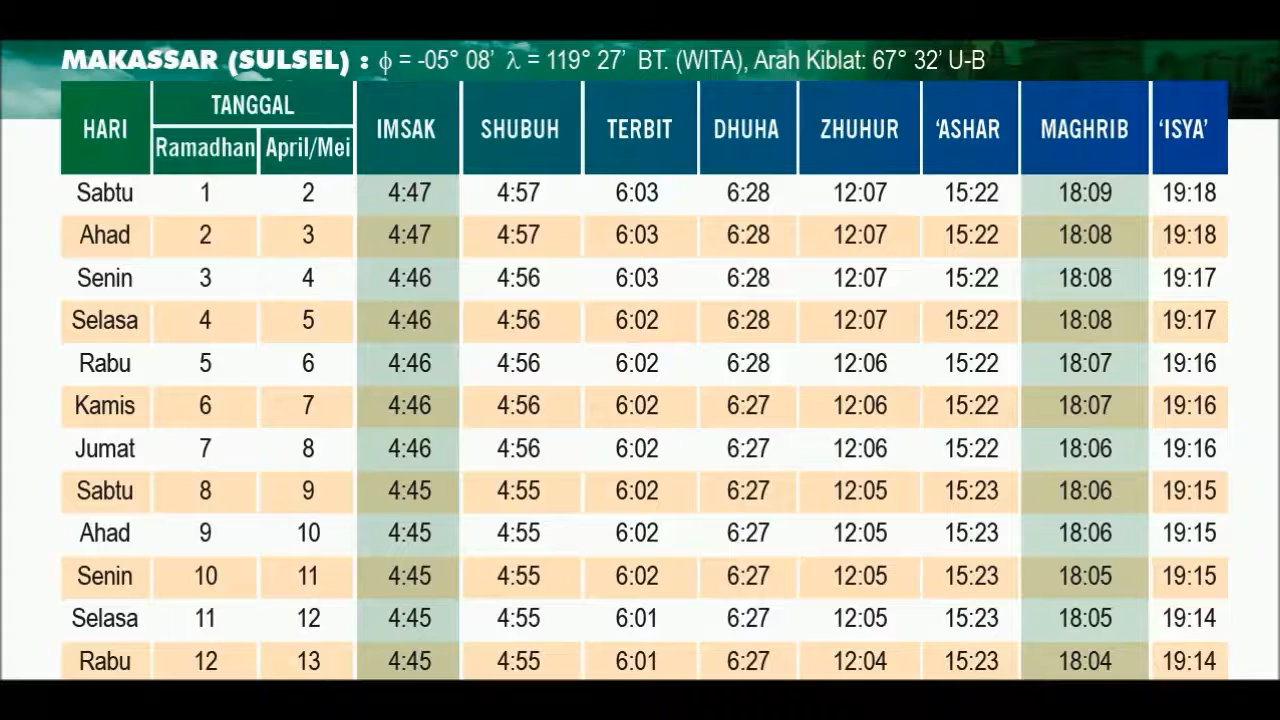 MAKASSAR (SULSEL) : ϕ = -05° 08’ λ = 119° 27’ BT. (WITA), Arah Kiblat: 67° 32’ U-B
HARI TANGGAL IMSAK SHUBUH TERBIT DHUHA ZHUHUR ‘ASHAR MAGHRIB ‘ISYA’
Ramadhan April/Mei
Sabtu 1 2 4:47 4:57 6:03 6:28 12:07 15:22 18:09 19:18
Ahad 2 3 4:47 4:57 6:03 6:28 12:07 15:22 18:08 19:18
Senin 3 4 4:46 4:56 6:03 6:28 12:07 15:22 18:08 19:17
Selasa 4 5 4:46 4:56 6:02 6:28 12:07 15:22 18:08 19:17
Rabu 5 6 4:46 4:56 6:02 6:28 12:06 15:22 18:07 19:16
Kamis 6 7 4:46 4:56 6:02 6:27 12:06 15:22 18:07 19:16
Jumat 7 8 4:46 4:56 6:02 6:27 12:06 15:22 18:06 19:16
Sabtu 8 9 4:45 4:55 6:02 6:27 12:05 15:23 18:06 19:15
Ahad 9 10 4:45 4:55 6:02 6:27 12:05 15:23 18:06 19:15
Senin 10 11 4:45 4:55 6:02 6:27 12:05 15:23 18:05 19:15
Selasa 11 12 4:45 4:55 6:01 6:27 12:05 15:23 18:05 19:14
Rabu 12 13 4:45 4:55 6:01 6:27 12:04 15:23 18:04 19:14